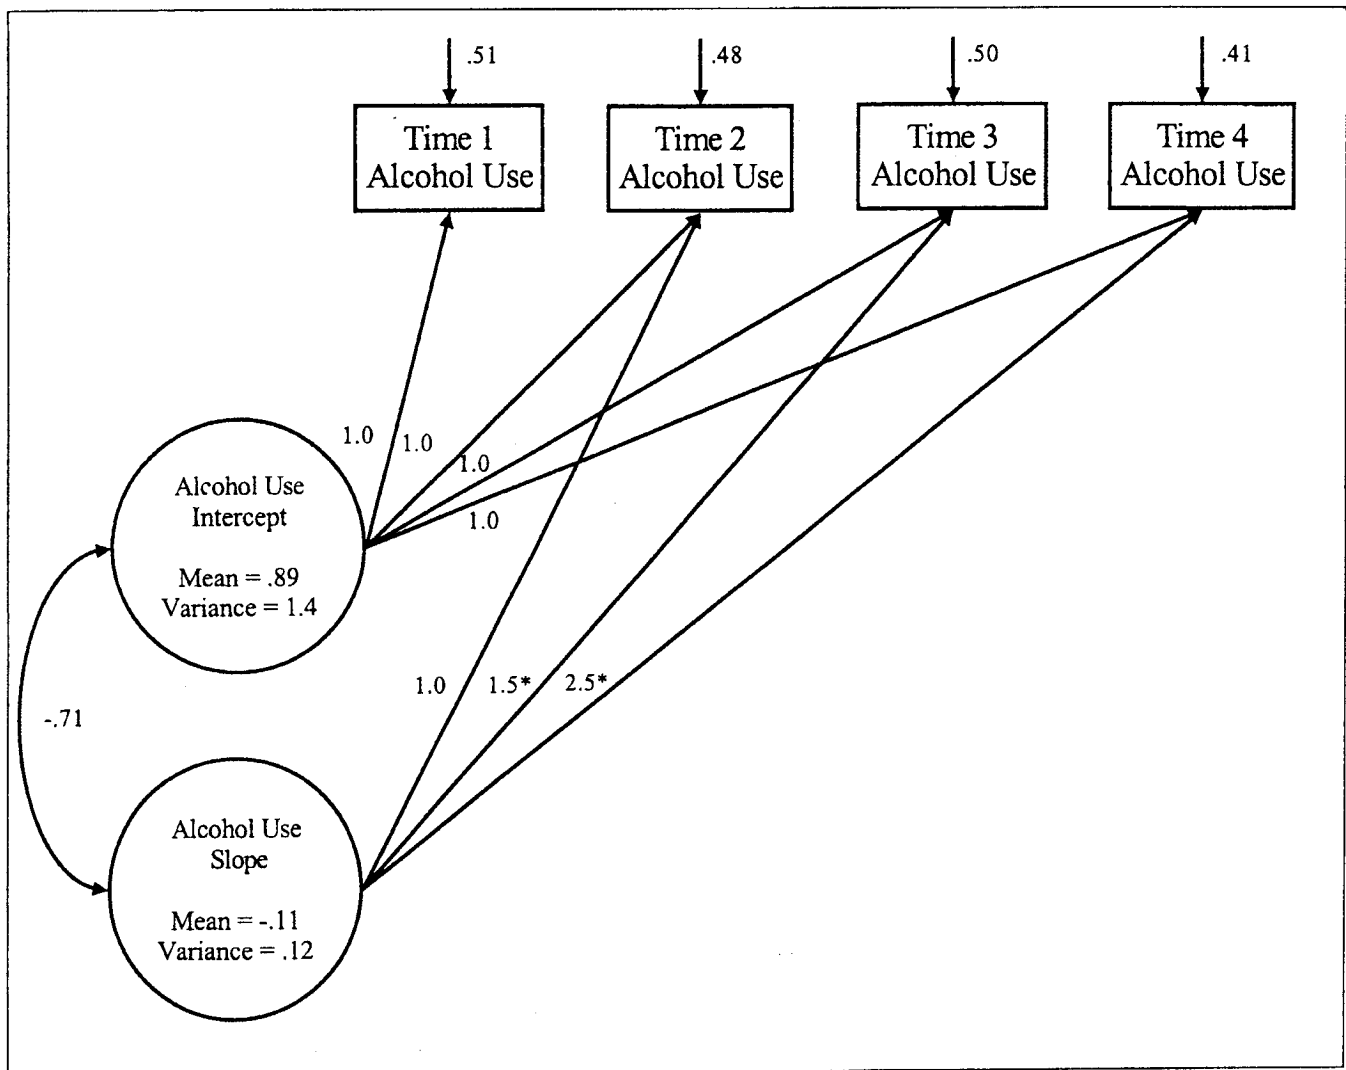 .51
.48
.50
.41
Time 1
Alcohol Use
Time 2
Alcohol Use
Time 3
Alcohol Use
Time 4
Alcohol Use
1.0
1.0
1.0
1.0
Alcohol Use
Intercept
Mean = .89
Variance = 1.4
-.71
1.0
1.5*
2.5*
Alcohol Use
Slope
Mean = -.11
Variance = .12